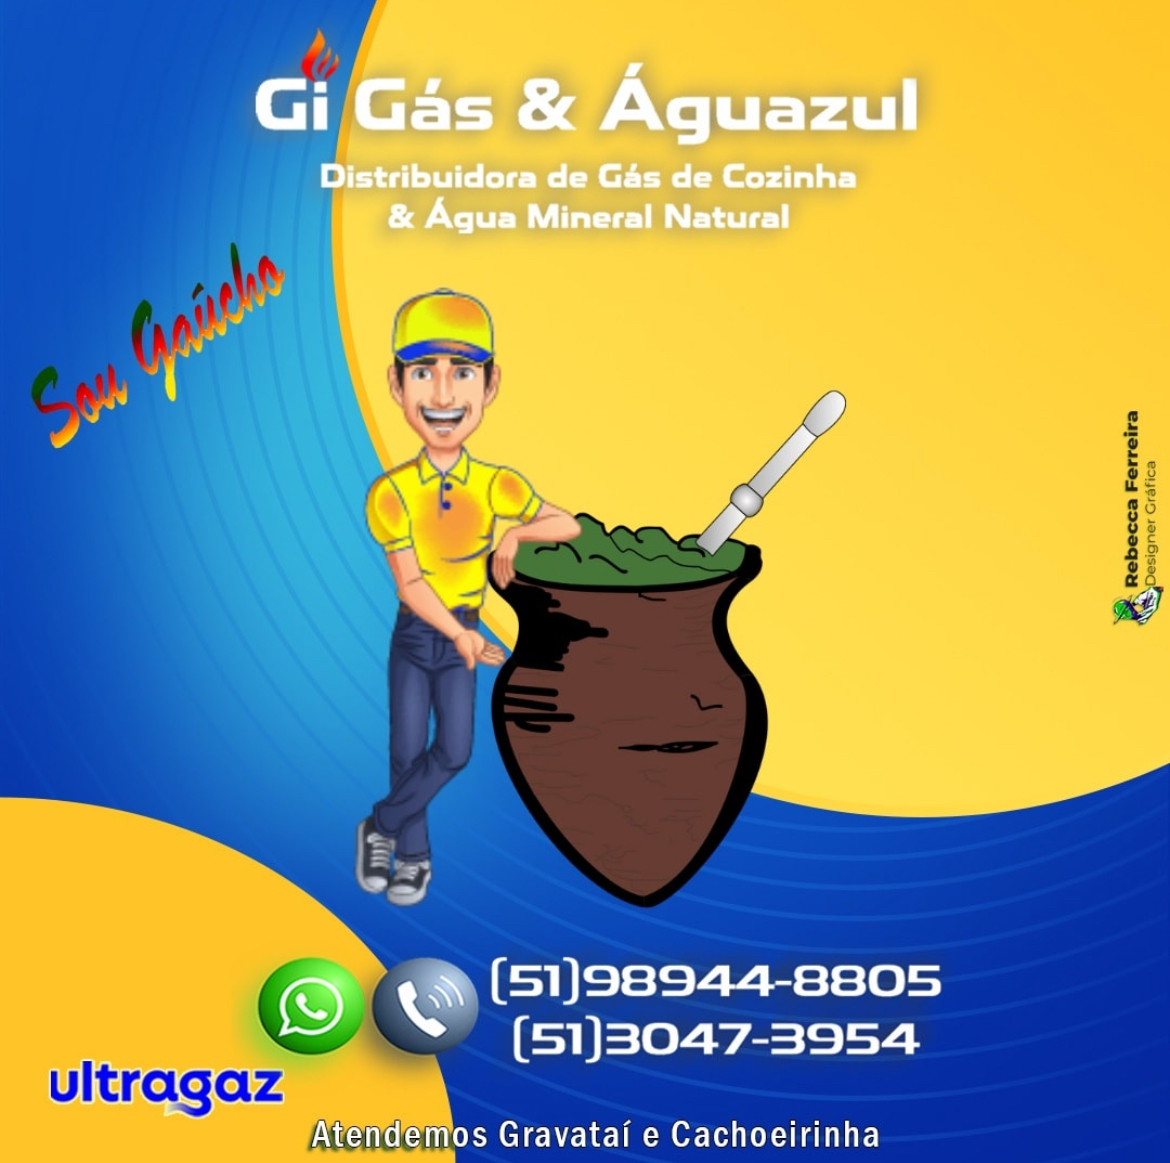 Gi Gás & Águazul
Distribuidora de Gás de Cozinha
& Água Mineral Natural
Sou Gaúcho
Rebecca Ferreira
Designer Gráfica
(51)98944-8805
(51)3047-3954
ultragaz
Atendemos Gravataí e Cachoeirinha